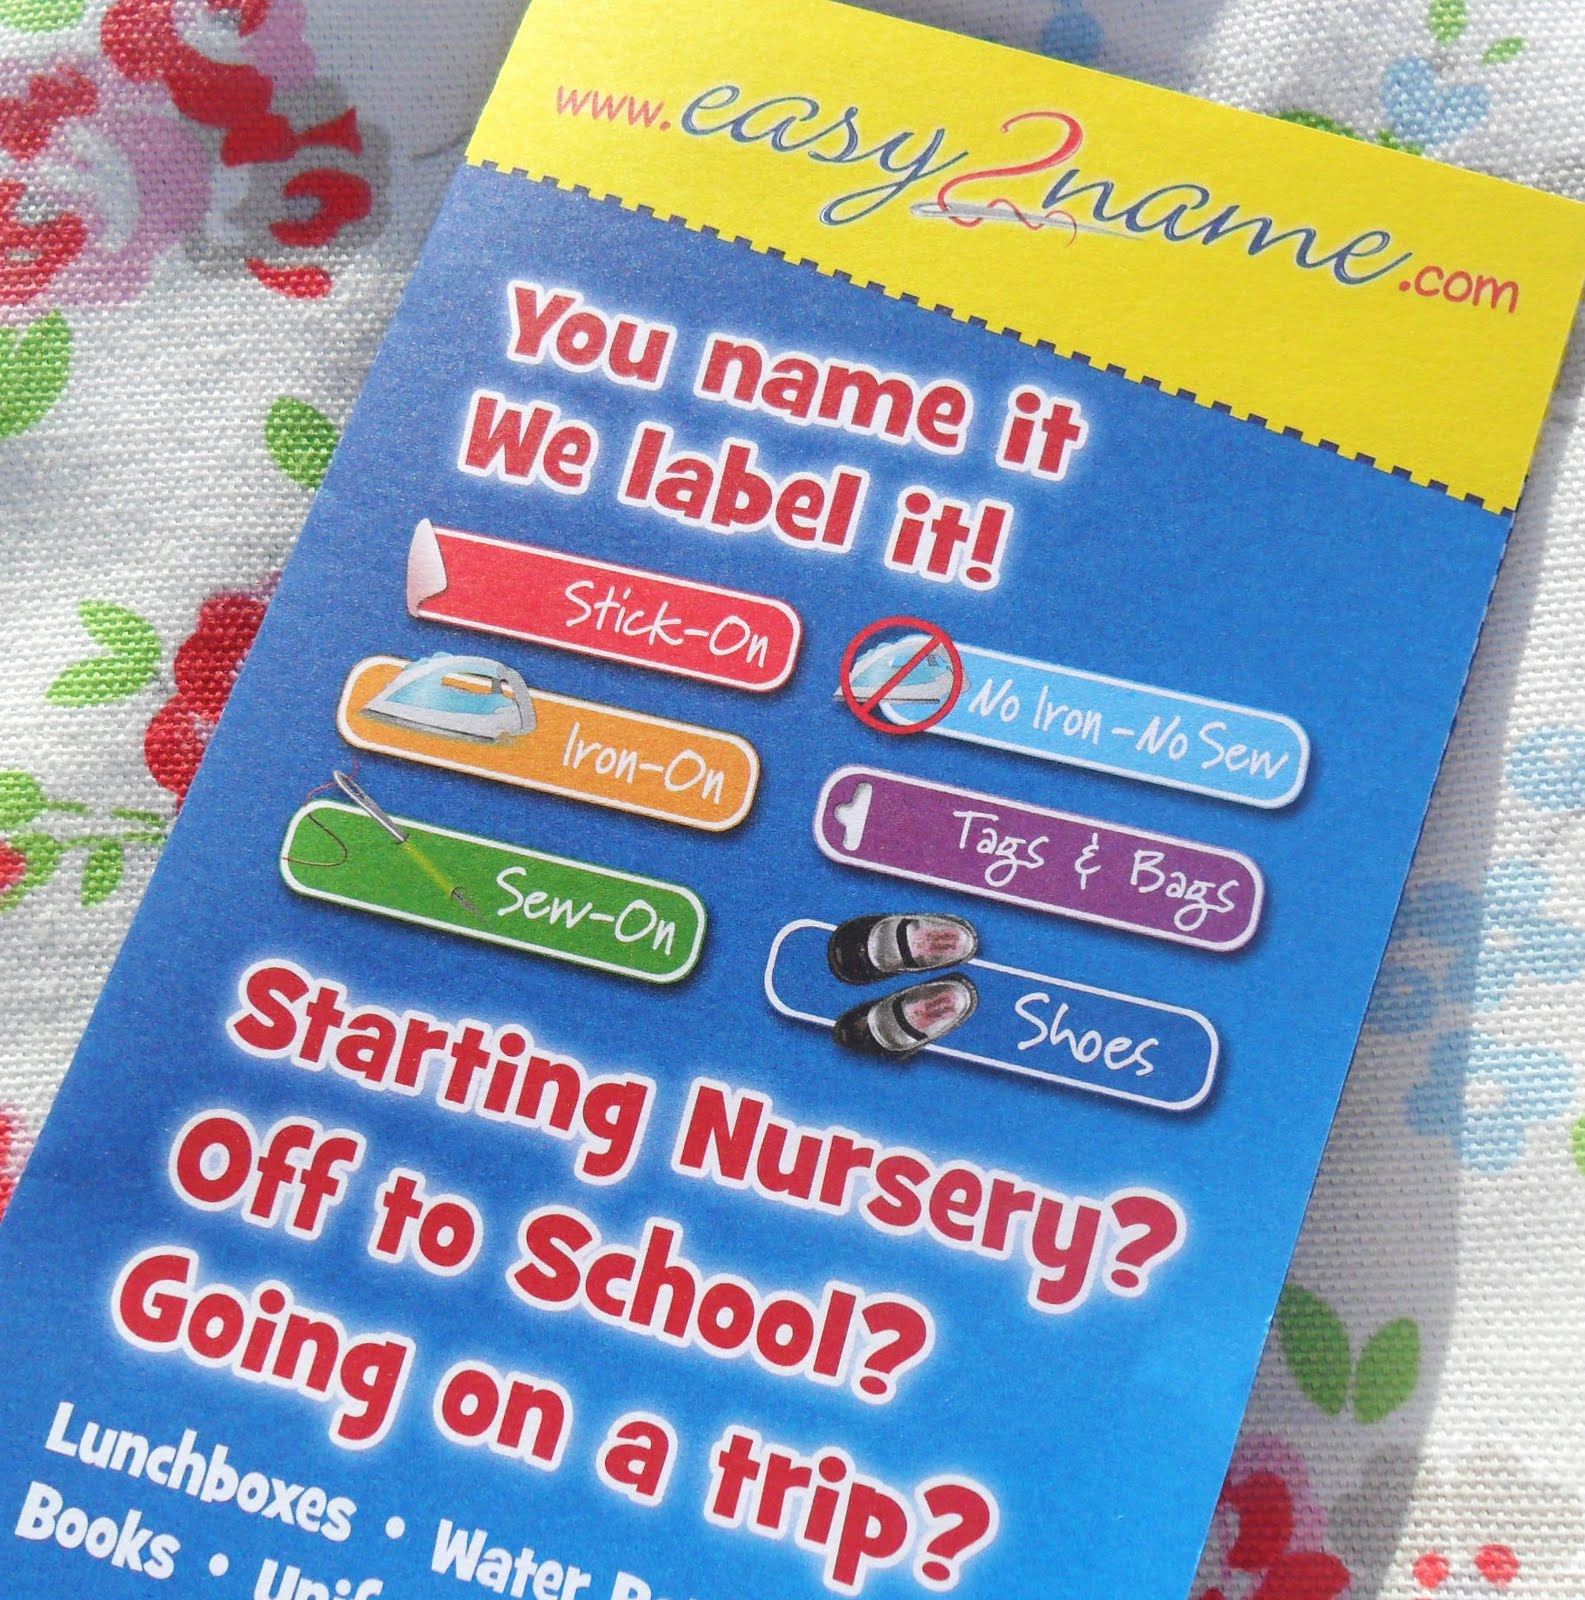 www.easy2name.com
You name it
We label it!
Stick-On
No Iron-No Sew
Iron-On
Tags & Bags
Sew-On
Shoes
Starting Nursery?
Off to School?
Going on a trip?
Lunchboxes • Water
Books •